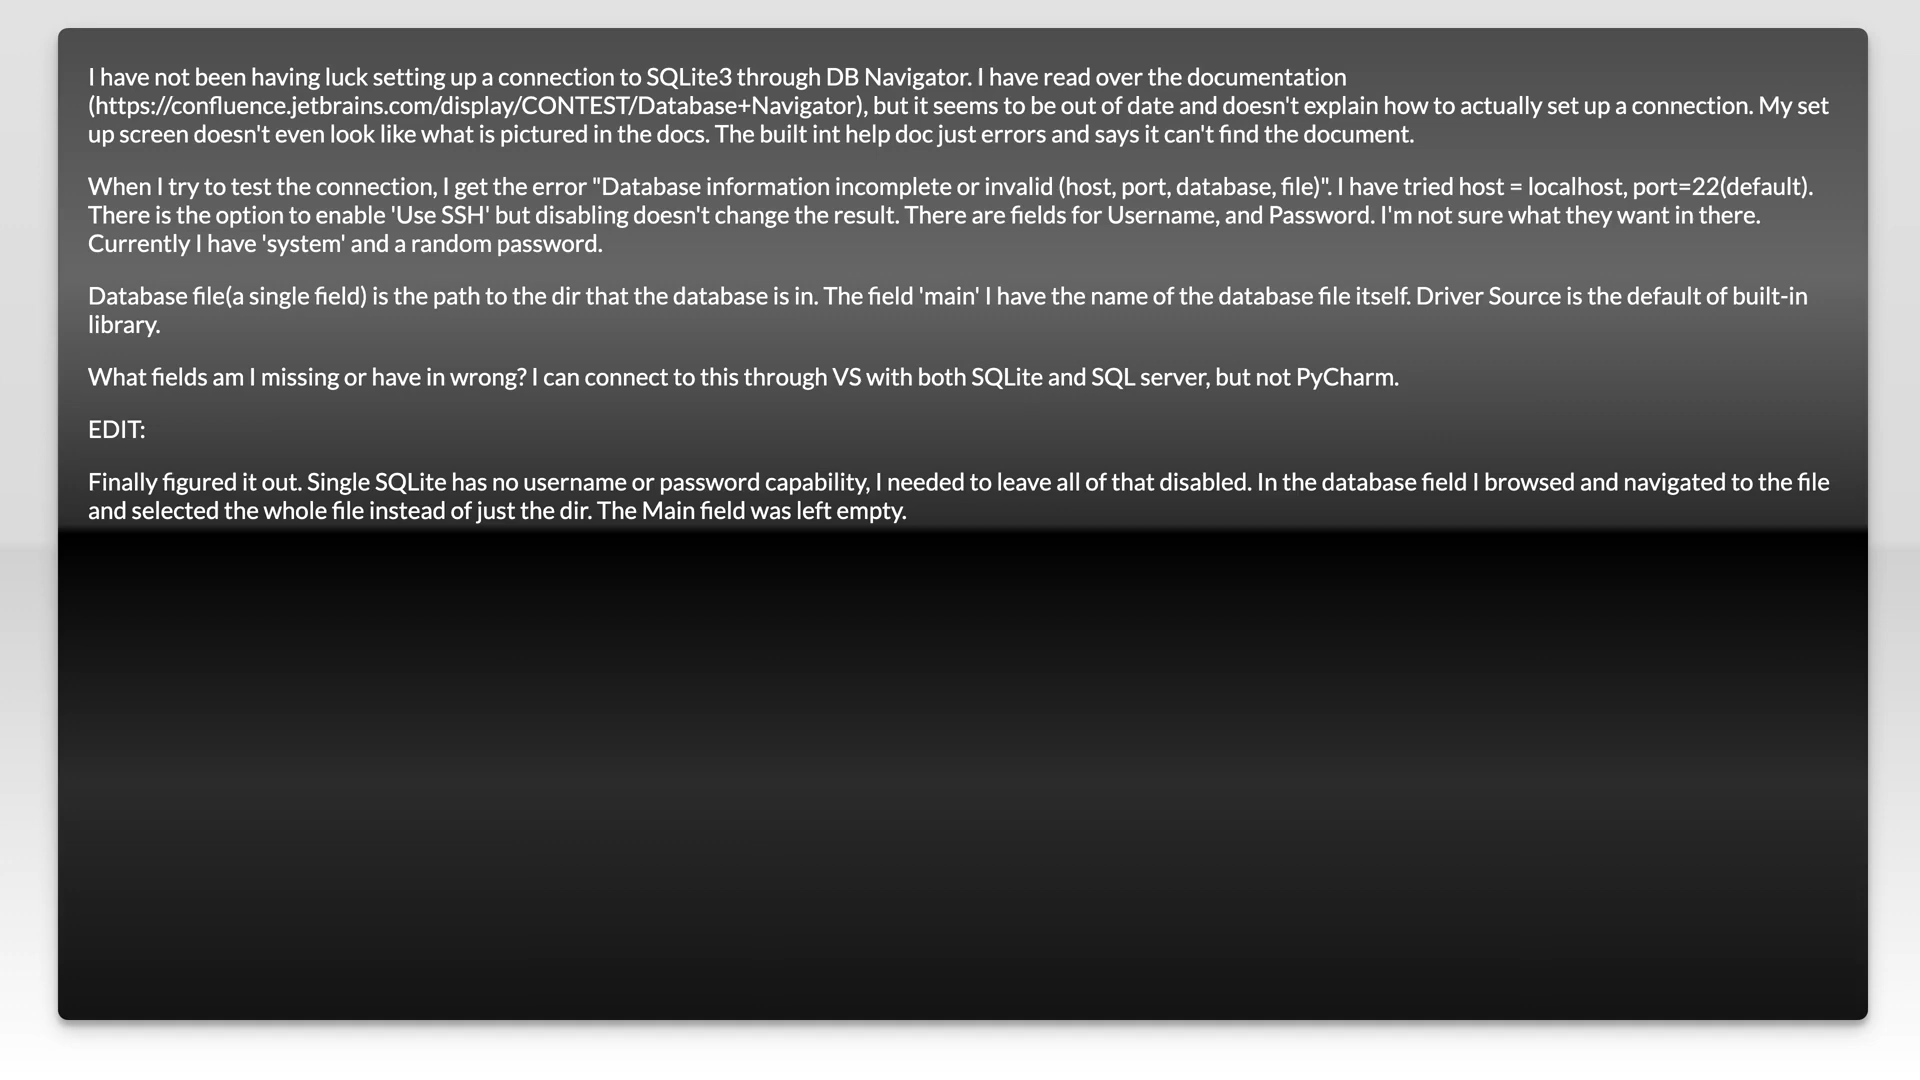 I have not been having luck setting up a connection to SQLite3 through DB Navigator. I have read over the documentation
(https://confluence.jetbrains.com/display/CONTEST/Database+Navigator), but it seems to be out of date and doesn't explain how to actually set up a connection. My set
up screen doesn't even look like what is pictured in the docs. The built int help doc just errors and says it can't find the document.
When I try to test the connection, I get the error "Database information incomplete or invalid (host, port, database, file)". I have tried host = localhost, port=22(default).
There is the option to enable 'Use SSH' but disabling doesn't change the result. There are fields for Username, and Password. I'm not sure what they want in there.
Currently I have 'system' and a random password.
Database file(a single field) is the path to the dir that the database is in. The field 'main' I have the name of the database file itself. Driver Source is the default of built-in
library.
What fields am I missing or have in wrong? I can connect to this through VS with both SQLite and SQL server, but not PyCharm.
EDIT:
Finally figured it out. Single SQLite has no username or password capability, I needed to leave all of that disabled. In the database field I browsed and navigated to the file
and selected the whole file instead of just the dir. The Main field was left empty.